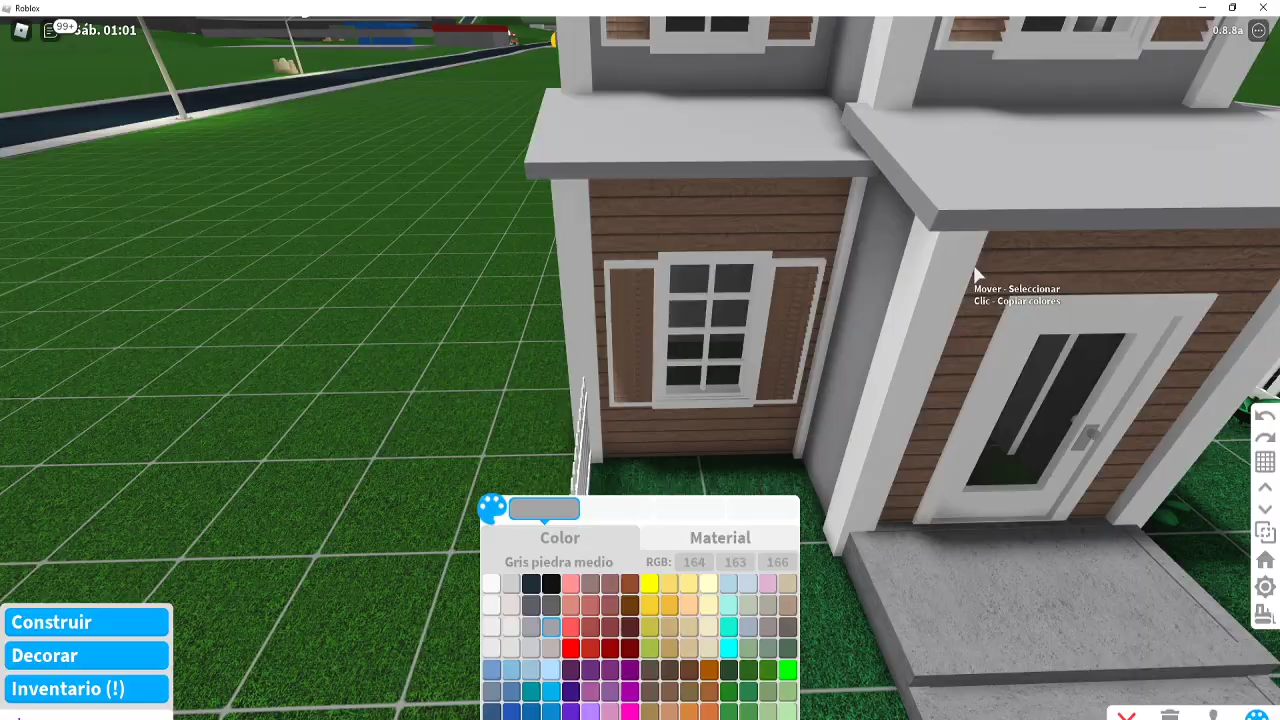 Roblox
99+
Sáb. 01:01
0.8.8a
Mover - Seleccionar
Clic - Copiar colores
Color
Material
Gris piedra medio
RGB: 164 163 166
Construir
Decorar
Inventario (!)